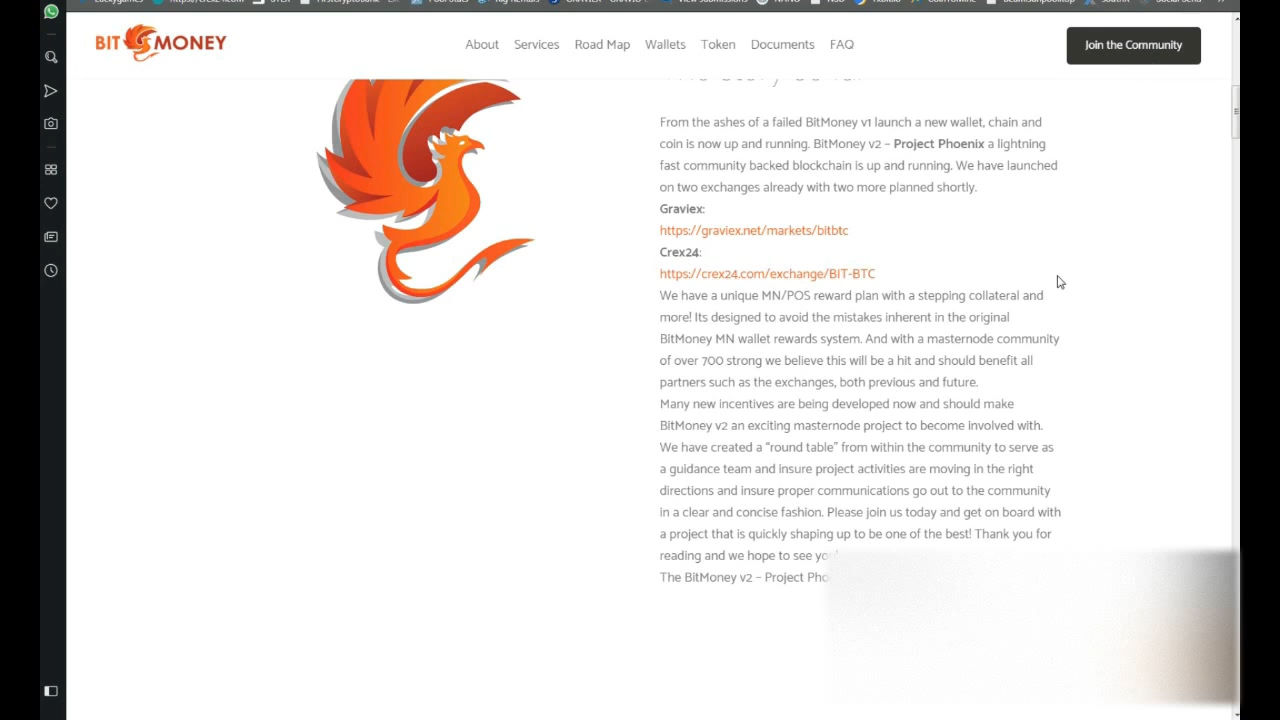 BIT MONEY
About Services Road Map Wallets Token Documents FAQ
Join the Community
From the ashes of a failed BitMoney v1 launch a new wallet, chain and
coin is now up and running. BitMoney v2 – Project Phoenix a lightning
fast community backed blockchain is up and running. We have launched
on two exchanges already with two more planned shortly.
Graviex:
https://graviex.net/markets/bitbtc
Crex24:
https://crex24.com/exchange/BIT-BTC
We have a unique MN/POS reward plan with a stepping collateral and
more! Its designed to avoid the mistakes inherent in the original
BitMoney MN wallet rewards system. And with a masternode community
of over 700 strong we believe this will be a hit and should benefit all
partners such as the exchanges, both previous and future.
Many new incentives are being developed now and should make
BitMoney v2 an exciting masternode project to become involved with.
We have created a “round table” from within the community to serve as
a guidance team and insure project activities are moving in the right
directions and insure proper communications go out to the community
in a clear and concise fashion. Please join us today and get on board with
a project that is quickly shaping up to be one of the best! Thank you for
reading and we hope to see you
The BitMoney v2 – Project Pho